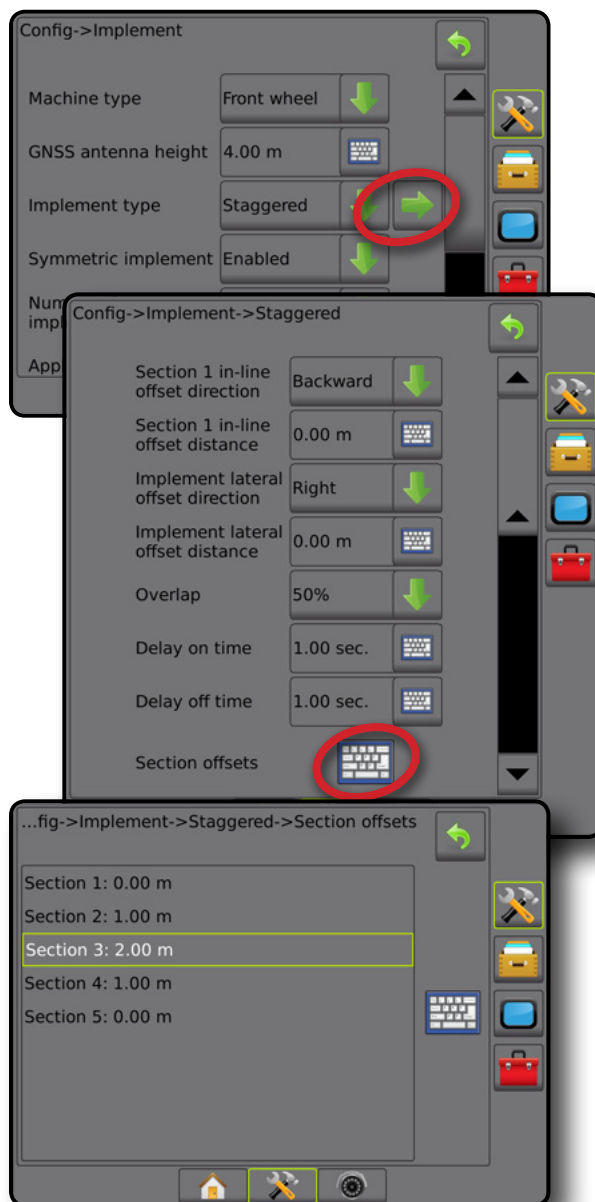 Config->Implement
Machine type
Front wheel
GNSS antenna height
4.00 m
Implement type
Staggered
Symmetric implement
Enabled
Num
imp
App
Config->Implement->Staggered
Section 1 in-line
offset direction
Backward
Section 1 in-line
offset distance
0.00 m
Implement lateral
offset direction
Right
Implement lateral
offset distance
0.00 m
Overlap
50%
Delay on time
1.00 sec.
Delay off time
1.00 sec.
Section offsets
...fig->Implement->Staggered->Section offsets
Section 1: 0.00 m
Section 2: 1.00 m
Section 3: 2.00 m
Section 4: 1.00 m
Section 5: 0.00 m